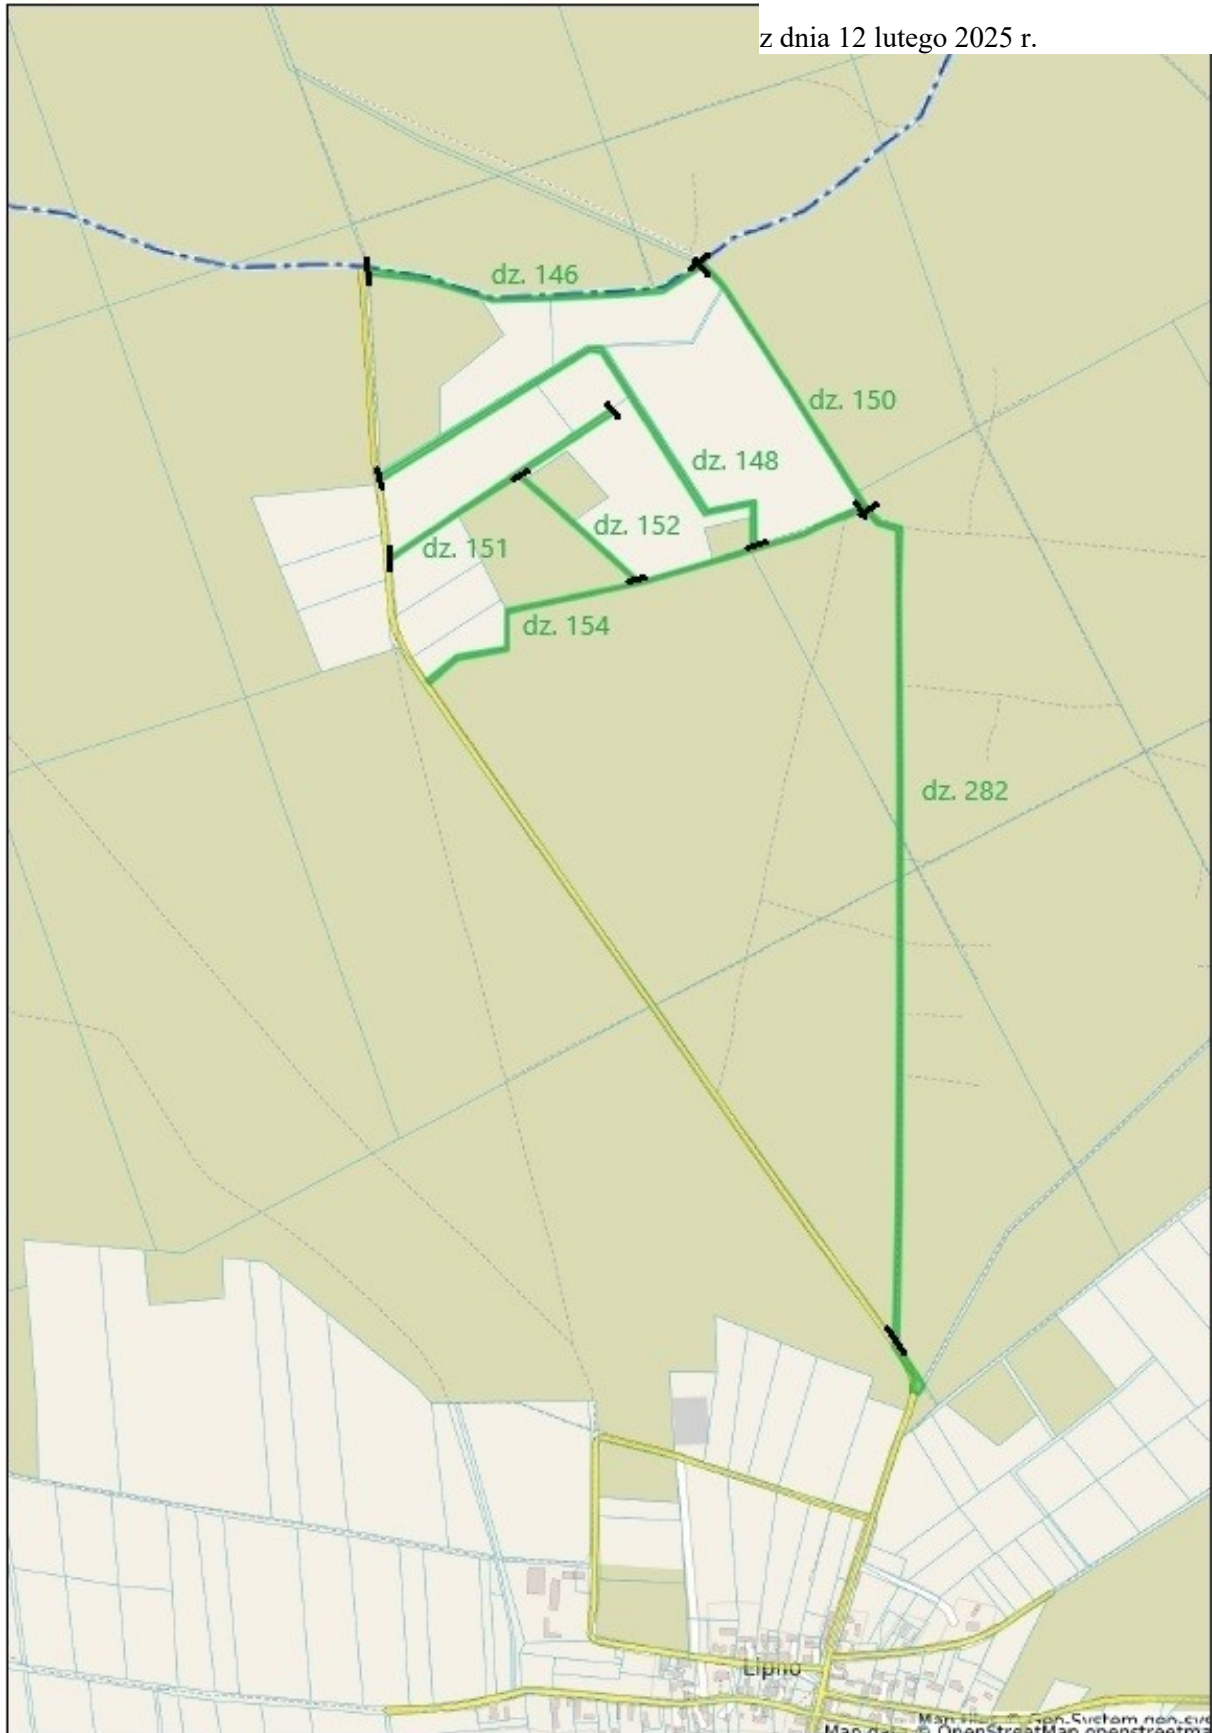 z dnia 12 lutego 2025 r.
dz. 146
dz. 150
dz. 148
dz. 152
dz. 151
dz. 154
dz. 282
Lipno